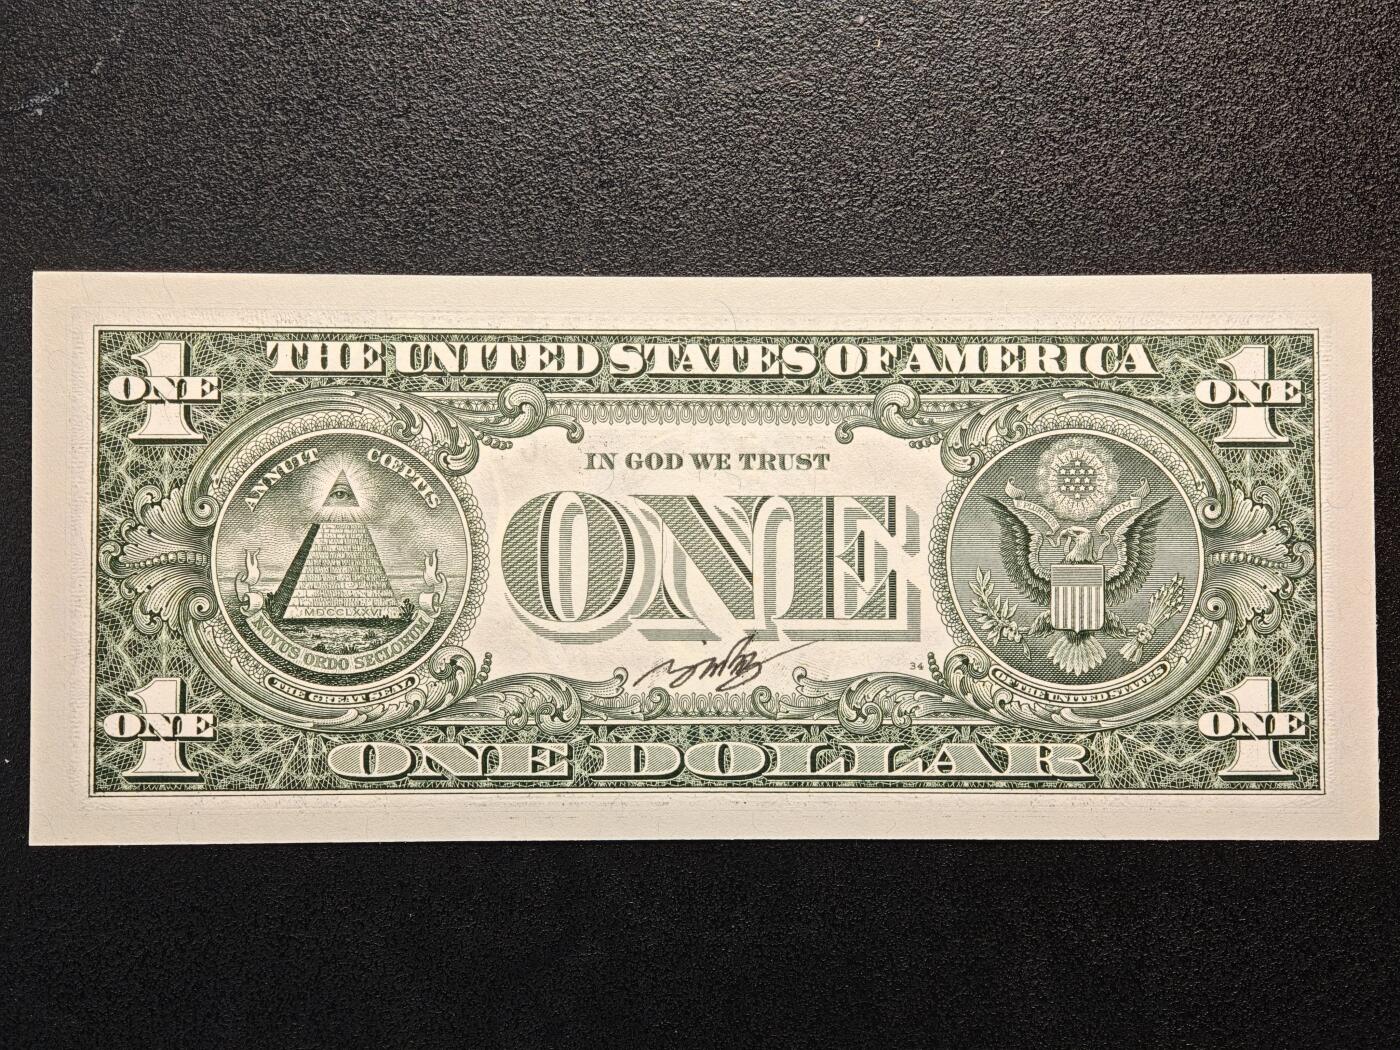 THE UNITED STATES OF AMERICA
1
ONE
1
ONE
ANNUIT CŒPTIS
MDCCLXXVI
NOVUS ORDO SECLORUM
THE GREAT SEAL
IN GOD WE TRUST
ONE
34
OF THE UNITED STATES
1
ONE
1
ONE
ONE DOLLAR